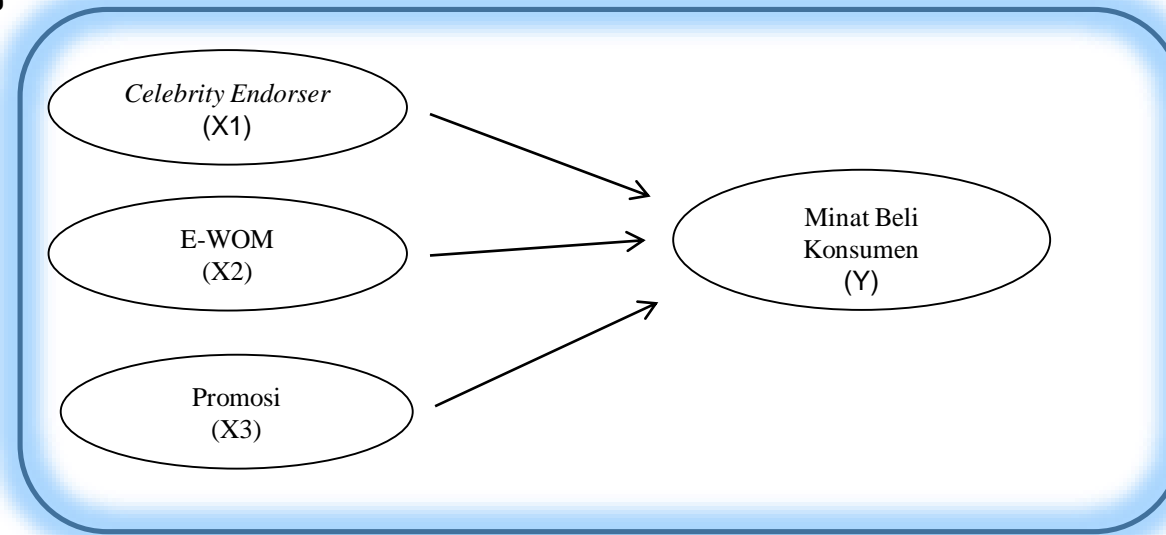 Celebrity Endorser
(X1)
E-WOM
(X2)
Promosi
(X3)
Minat Beli
Konsumen
(Y)